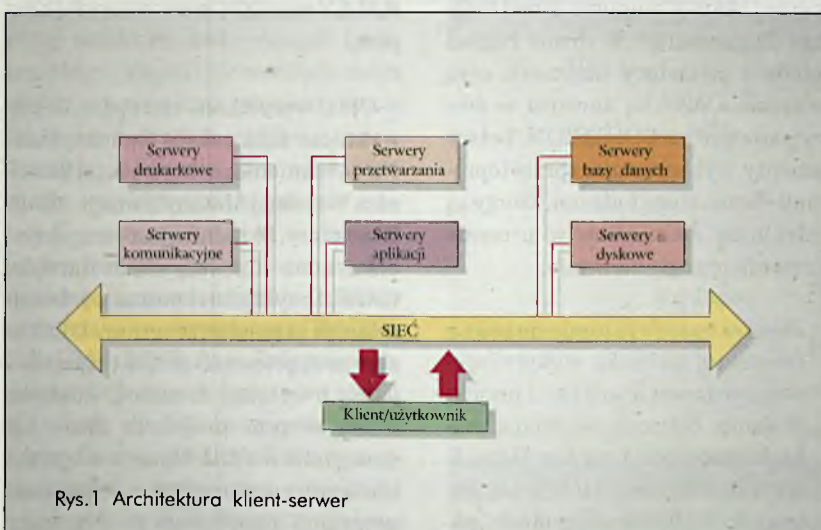 Serwery
drukarkowe
Serwery
przetwarzania
Serwery
bazy danych
Serwery
komunikacyjne
Serwery
aplikacji
Serwery
dyskowe
SIEĆ
Klient/użytkownik
Rys.1 Architektura klient-serwer